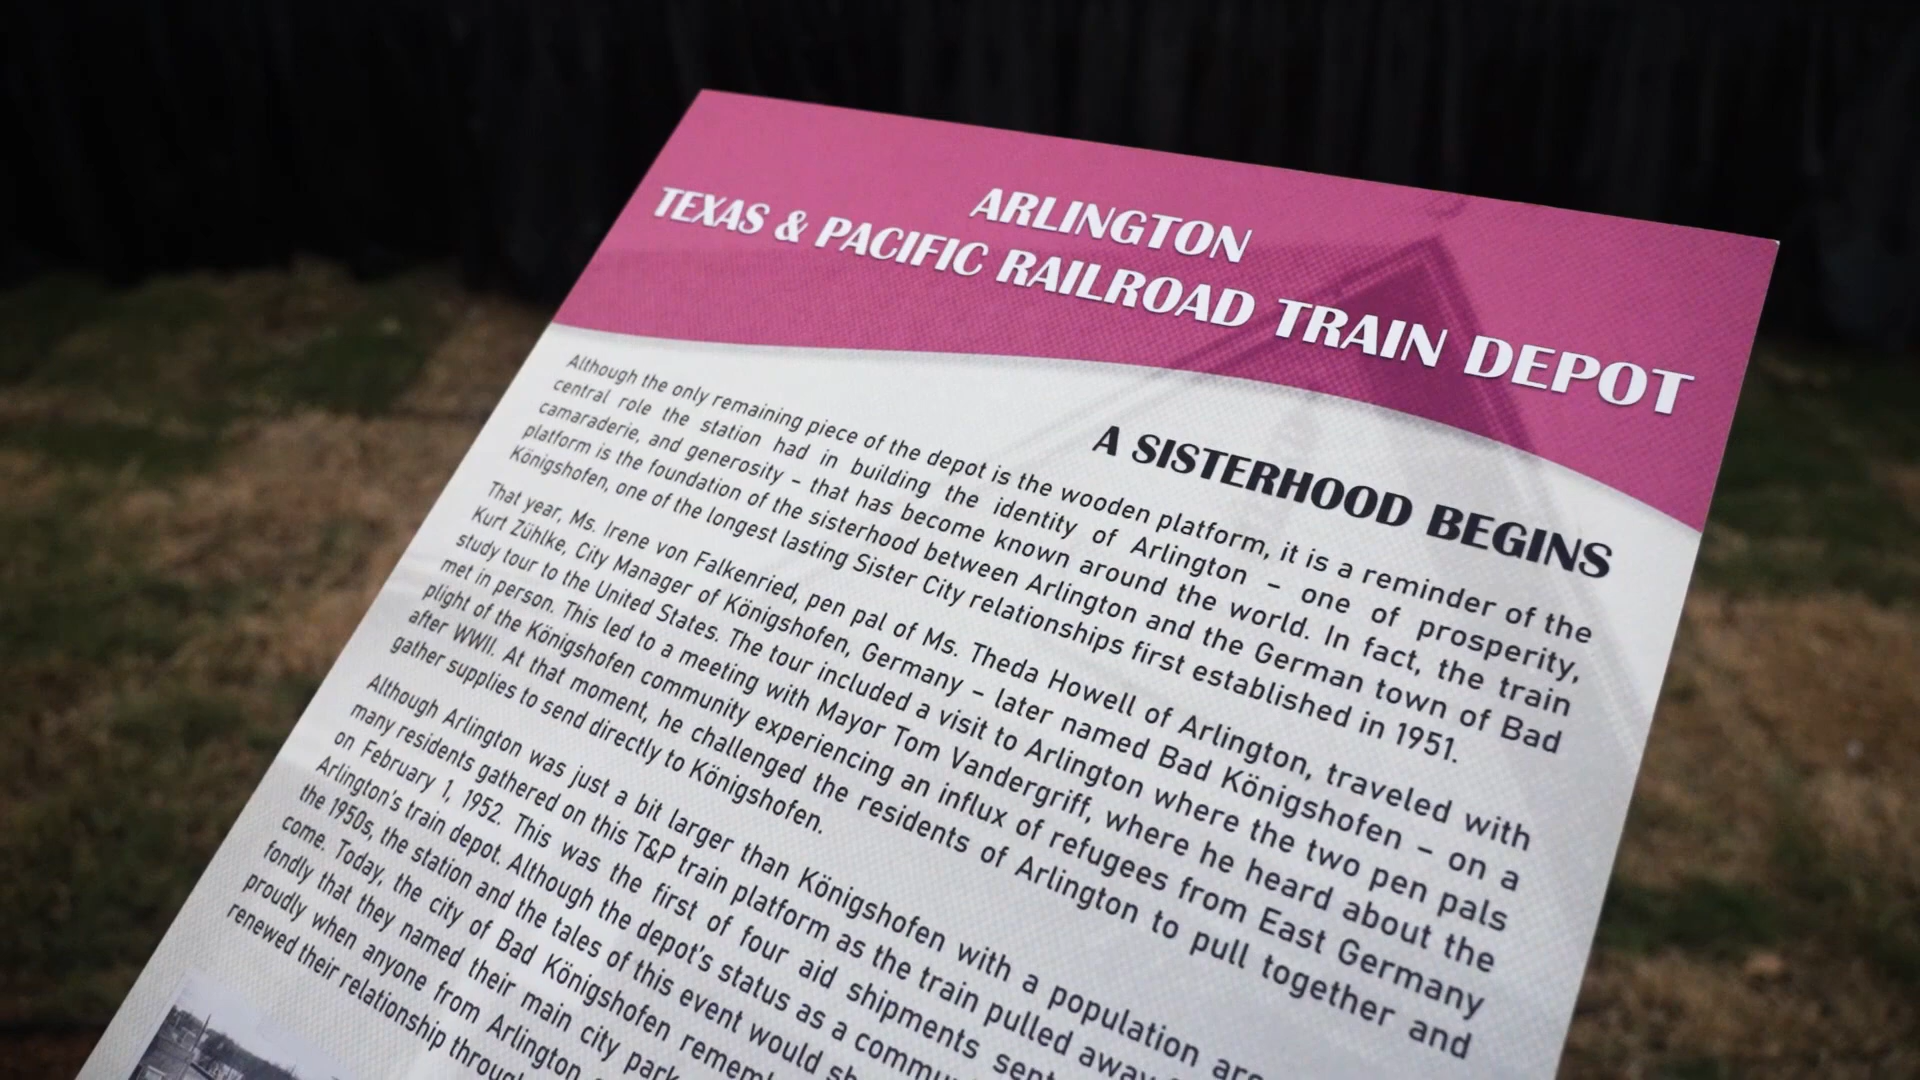 ARLINGTON
TEXAS & PACIFIC RAILROAD TRAIN DEPOT
A SISTERHOOD BEGINS
Although the only remaining piece of the depot is the wooden platform, it is a reminder of the
central role the station had in building the identity of Arlington – one of prosperity,
camaraderie, and generosity – that has become known around the world. In fact, the train
platform is the foundation of the sisterhood between Arlington and the German town of Bad
Königshofen, one of the longest lasting Sister City relationships first established in 1951.
That year, Ms. Irene von Falkenried, pen pal of Ms. Theda Howell of Arlington, traveled with
Kurt Zühlke, City Manager of Königshofen, Germany – later named Bad Königshofen – on a
study tour to the United States. The tour included a visit to Arlington where the two pen pals
met in person. This led to a meeting with Mayor Tom Vandergriff, where he heard about the
plight of the Königshofen community experiencing an influx of refugees from East Germany
after WWII. At that moment, he challenged the residents of Arlington to pull together and
gather supplies to send directly to Königshofen.
Although Arlington was just a bit larger than Königshofen with a population
many residents gathered on this T&P train platform as the train pulled away
on February 1, 1952. This was the first of four aid shipments sent
Arlington's train depot. Although the depot's status as a
the 1950s, the station and the tales of this event would
come. Today, the city of Bad Königshofen
fondly that they named their main city park
proudly when anyone from Arlington
renewed their relationship